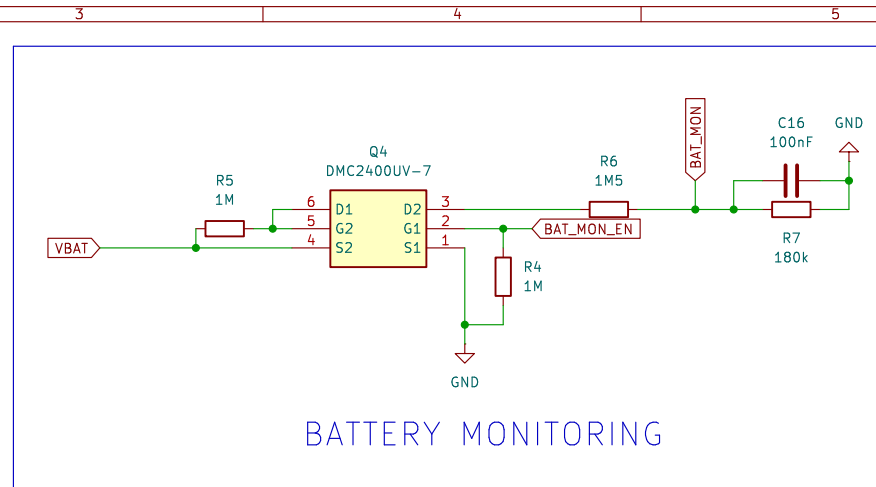 3 4 5
Q4
DMC2400UV-7
R5
1M
6 D1 D2 3
5 G2 G1 2
4 S2 S1 1
VBAT
R6
1M5
BAT_MON
C16
100nF
GND
BAT_MON_EN
R7
180k
R4
1M
GND
BATTERY MONITORING